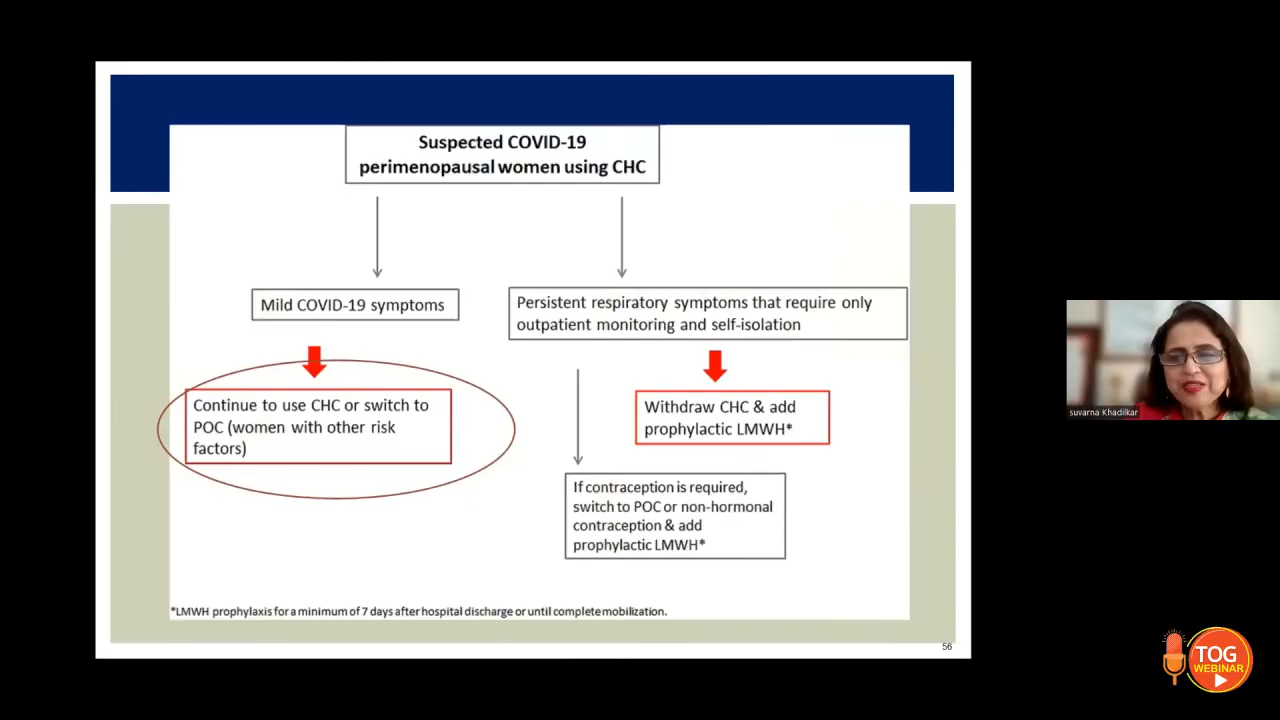 Suspected COVID-19
perimenopausal women using CHC
Mild COVID-19 symptoms
Persistent respiratory symptoms that require only
outpatient monitoring and self-isolation
Continue to use CHC or switch to
POC (women with other risk
factors)
Withdraw CHC & add
prophylactic LMWH*
If contraception is required,
switch to POC or non-hormonal
contraception & add
prophylactic LMWH*
*LMWH prophylaxis for a minimum of 7 days after hospital discharge or until complete mobilization.
56
suvarna Khadilkar
TOG
WEBINAR